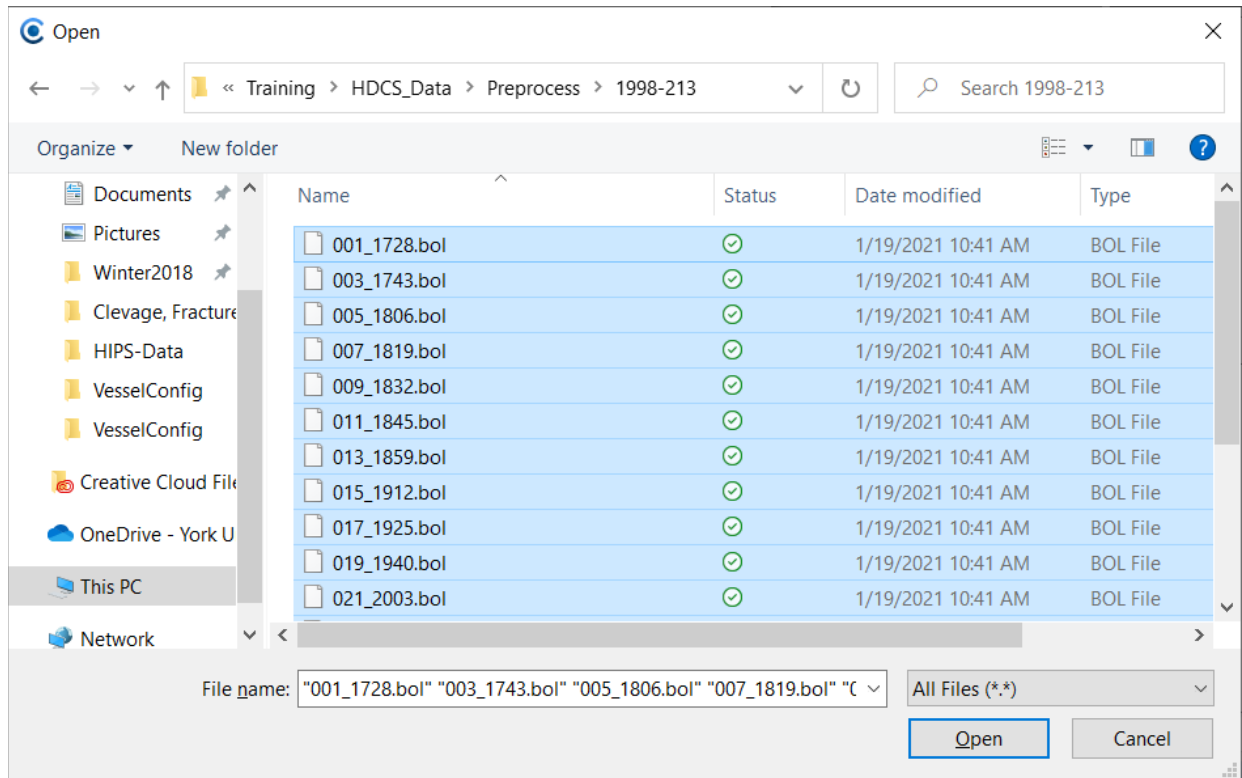 Open
« Training > HDCS_Data > Preprocess > 1998-213
Search 1998-213
Organize
New folder
Documents
Pictures
Winter2018
Clevage, Fracture
HIPS-Data
VesselConfig
VesselConfig
Creative Cloud File
OneDrive - York U
This PC
Network
Name Status Date modified Type
001_1728.bol 1/19/2021 10:41 AM BOL File
003_1743.bol 1/19/2021 10:41 AM BOL File
005_1806.bol 1/19/2021 10:41 AM BOL File
007_1819.bol 1/19/2021 10:41 AM BOL File
009_1832.bol 1/19/2021 10:41 AM BOL File
011_1845.bol 1/19/2021 10:41 AM BOL File
013_1859.bol 1/19/2021 10:41 AM BOL File
015_1912.bol 1/19/2021 10:41 AM BOL File
017_1925.bol 1/19/2021 10:41 AM BOL File
019_1940.bol 1/19/2021 10:41 AM BOL File
021_2003.bol 1/19/2021 10:41 AM BOL File
File name: "001_1728.bol" "003_1743.bol" "005_1806.bol" "007_1819.bol"
All Files (*.*)
Open
Cancel